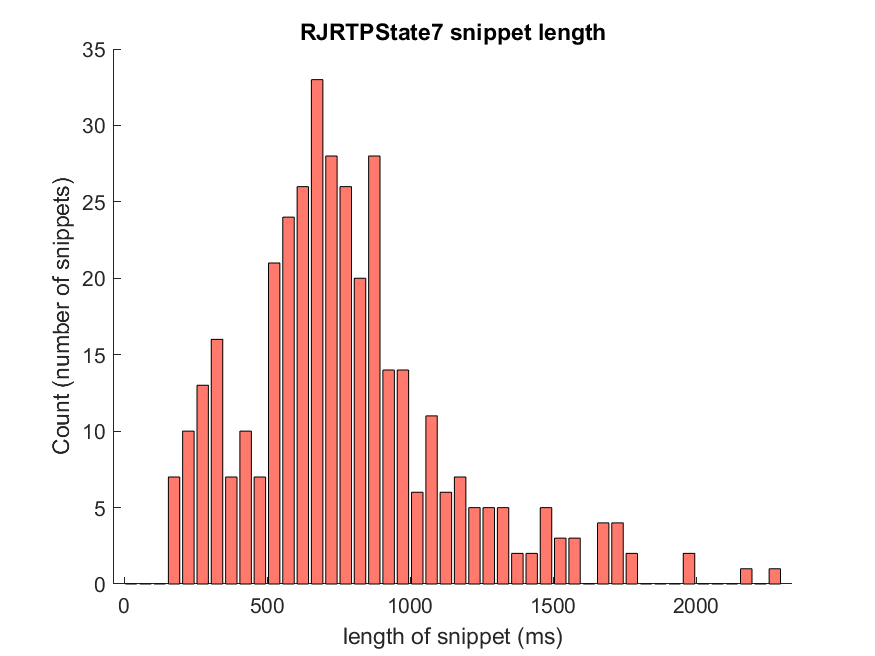 RJRTPState7 snippet length
35
30
25
20
15
10
5
0
Count (number of snippets)
0 500 1000 1500 2000
length of snippet (ms)